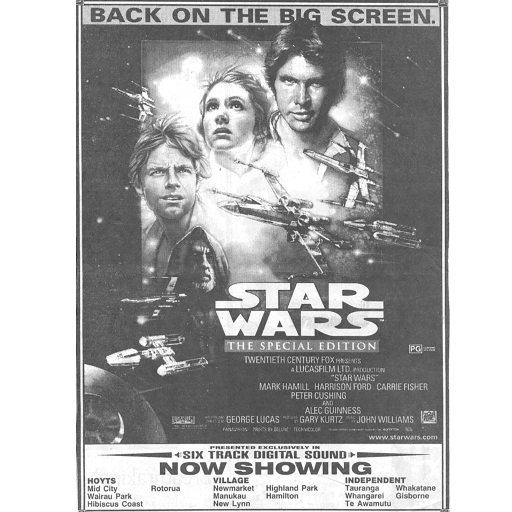 BACK ON THE BIG SCREEN.
STAR
WARS
THE SPECIAL EDITION
PG
TWENTIETH CENTURY FOX PRESENTS
A LUCASFILM LTD. PRODUCTION
"STAR WARS"
MARK HAMILL HARRISON FORD CARRIE FISHER
PETER CUSHING
AND
ALEC GUINNESS
GEORGE LUCAS GARY KURTZ JOHN WILLIAMS
www.starwars.com
PRESENTED EXCLUSIVELY IN
SIX TRACK DIGITAL SOUND
NOW SHOWING
HOYTS VILLAGE INDEPENDENT
Mid City Rotorua Newmarket Highland Park Tauranga Whakatane
Wairau Park Manukau Hamilton Whangarei Gisborne
Hibiscus Coast New Lynn Te Awamutu